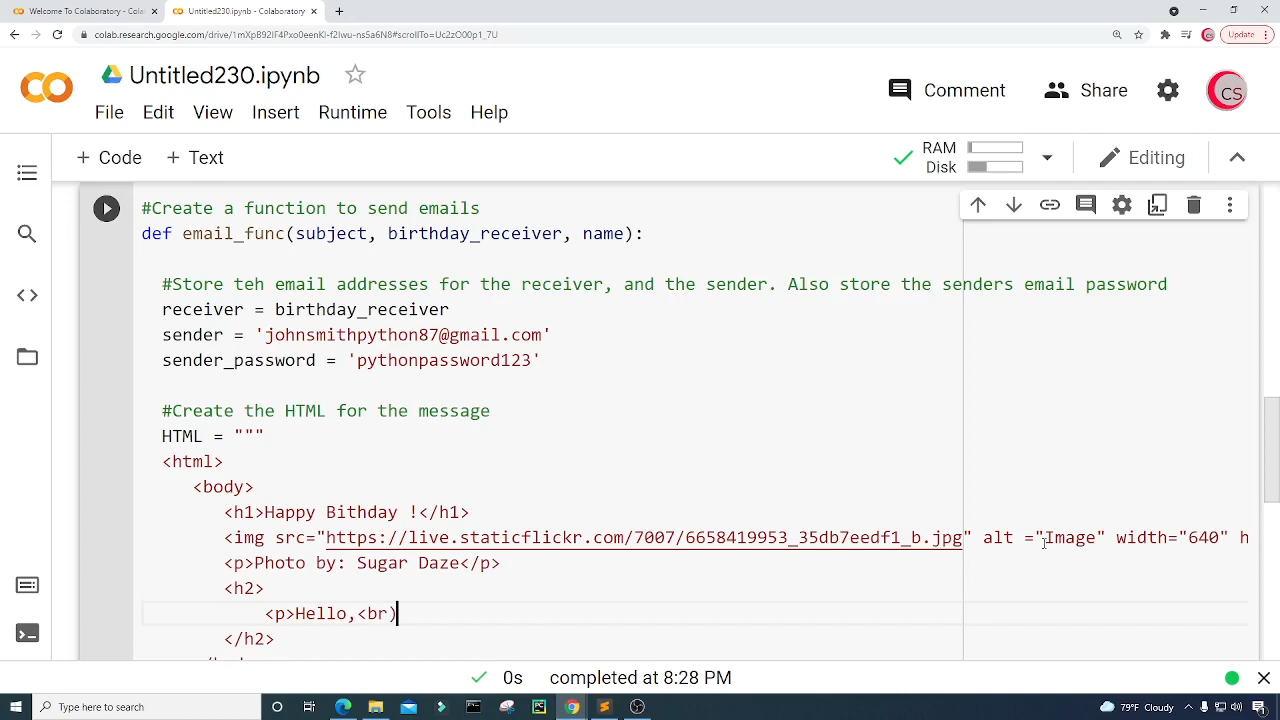 Welcome To Colaboratory - Colab
Untitled230.ipynb - Colaboratory
colab.research.google.com/drive/1mXpB92IF4Pxo0eenKl-f2Iwu-ns5a6N8#scrollTo=Uc2zO00p1_7U
Update
Untitled230.ipynb
Comment
Share
CS
File Edit View Insert Runtime Tools Help
+ Code + Text
RAM
Disk
Editing
#Create a function to send emails
def email_func(subject, birthday_receiver, name):
#Store teh email addresses for the receiver, and the sender. Also store the senders email password
receiver = birthday_receiver
sender = 'johnsmithpython87@gmail.com'
sender_password = 'pythonpassword123'
#Create the HTML for the message
HTML = """
<html>
<body>
<h1>Happy Bithday !</h1>
<img src="https://live.staticflickr.com/7007/6658419953_35db7eedf1_b.jpg" alt ="Image" width="640" h
<p>Photo by: Sugar Daze</p>
<h2>
<p>Hello,<br)
</h2>
0s completed at 8:28 PM
Type here to search
79°F Cloudy